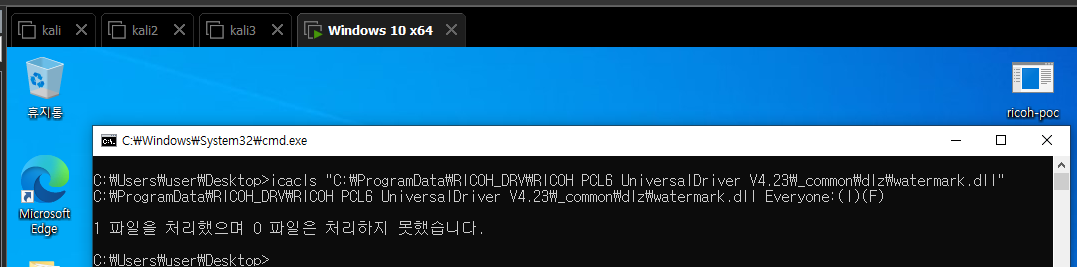 kali
kali2
kali3
Windows 10 x64
휴지통
ricoh-poc
Microsoft Edge
C:\Windows\System32\cmd.exe
C:\Users\user\Desktop>icacls "C:\ProgramData\RICOH_DRV\RICOH PCL6 UniversalDriver V4.23\_common\dlz\watermark.dll"
C:\ProgramData\RICOH_DRV\RICOH PCL6 UniversalDriver V4.23\_common\dlz\watermark.dll Everyone:(I)(F)
1 파일을 처리했으며 0 파일은 처리하지 못했습니다.
C:\Users\user\Desktop>